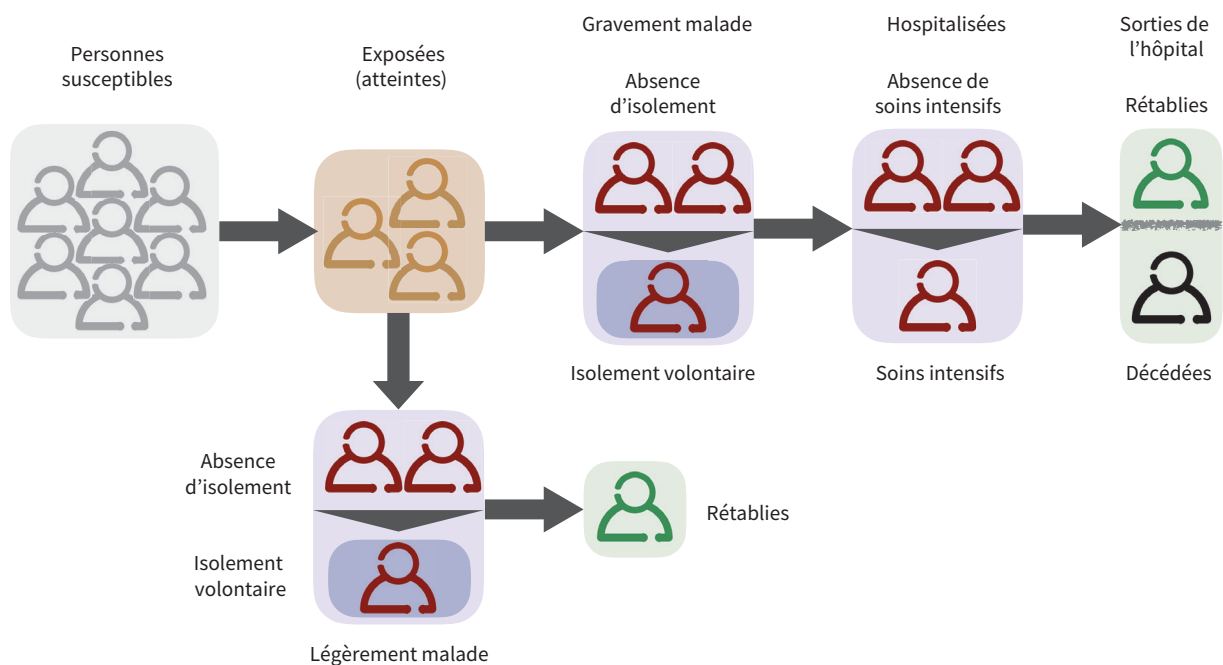 Personnes
susceptibles
Exposées
(atteintes)
Gravement malade
Absence
d'isolement
Isolement volontaire
Hospitalisées
Absence de
soins intensifs
Soins intensifs
Sorties de
l'hôpital
Rétablies
Décédées
Absence
d'isolement
Isolement
volontaire
Légèrement malade
Rétablies